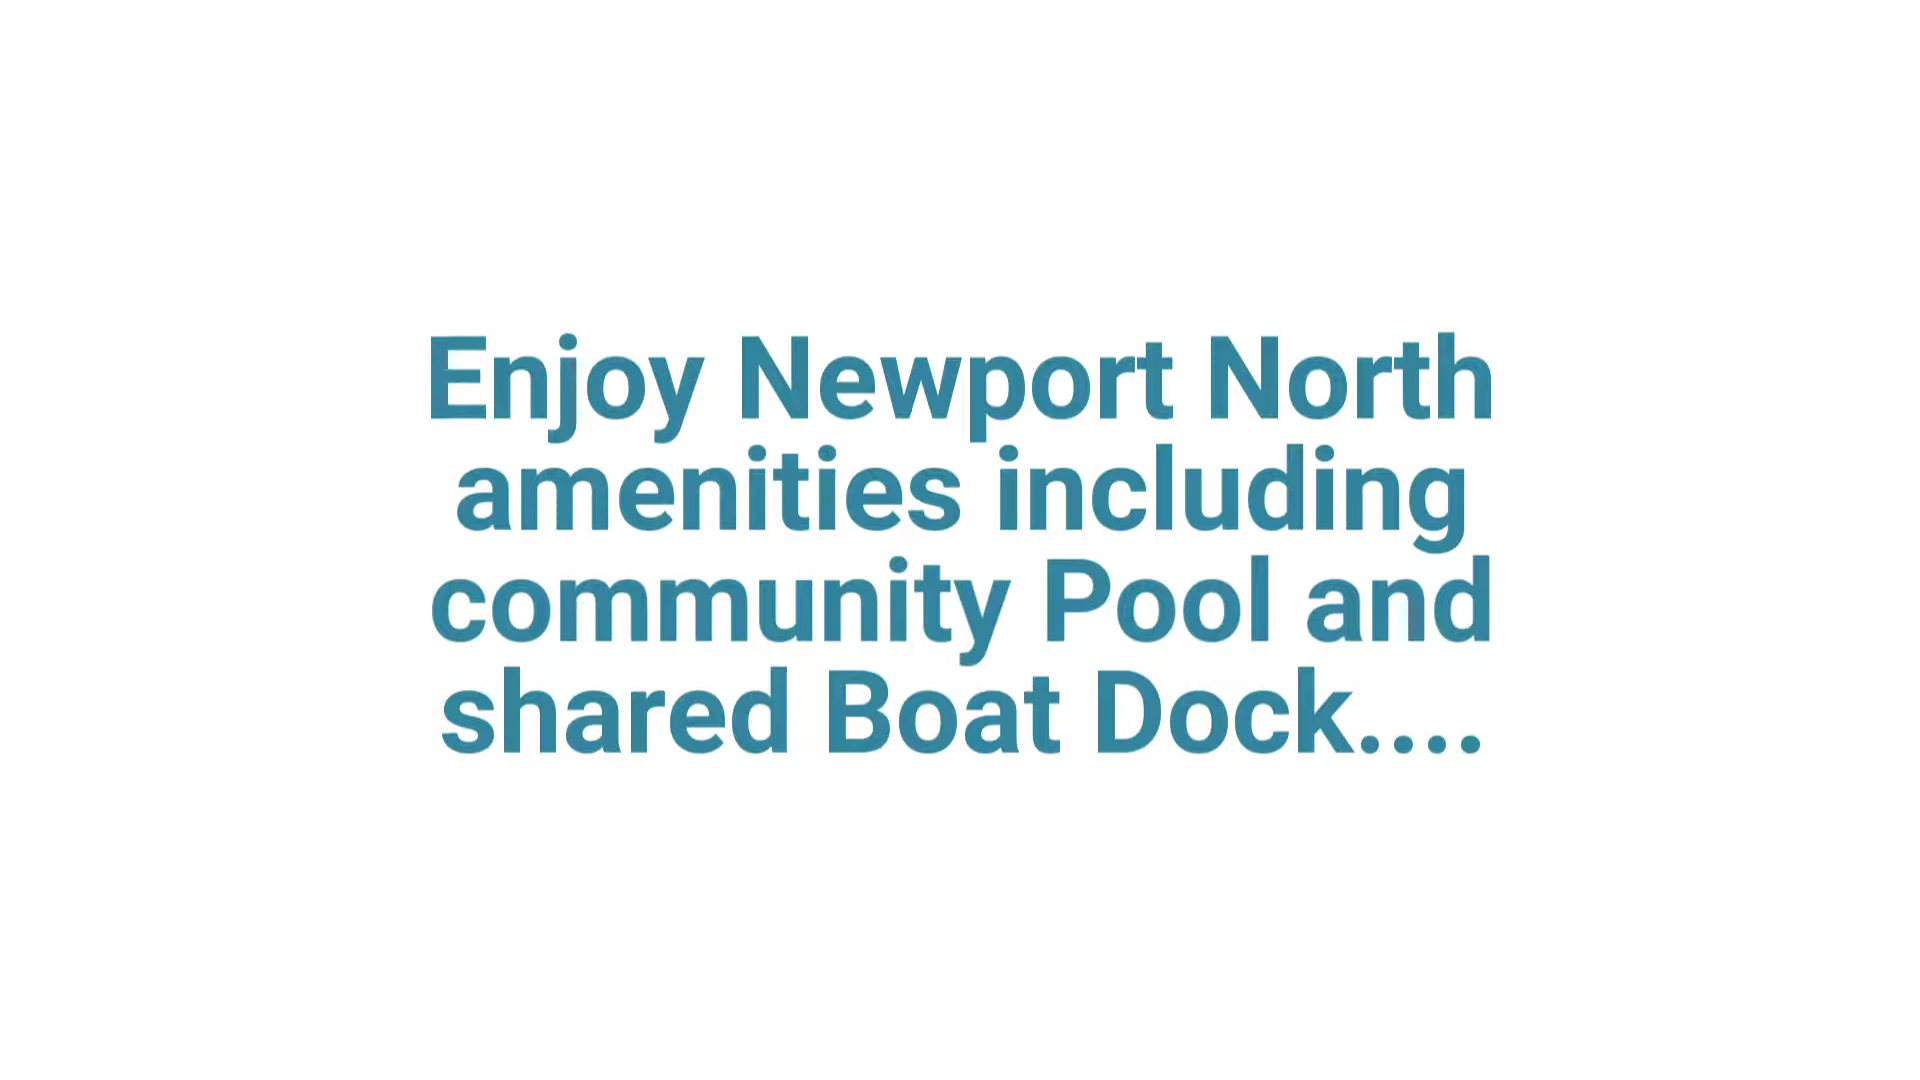 Enjoy Newport North
amenities including
community Pool and
shared Boat Dock....